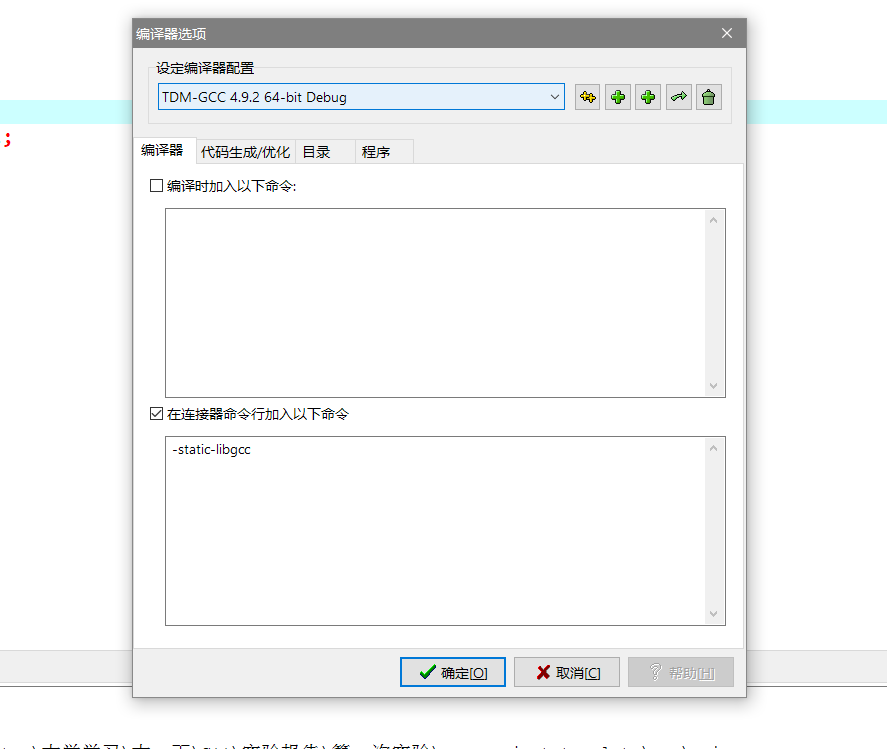 编译器选项
设定编译器配置
TDM-GCC 4.9.2 64-bit Debug
;
编译器 代码生成/优化 目录 程序
编译时加入以下命令:
在连接器命令行加入以下命令
-static-libgcc
确定[O] 取消[C] 帮助[H]